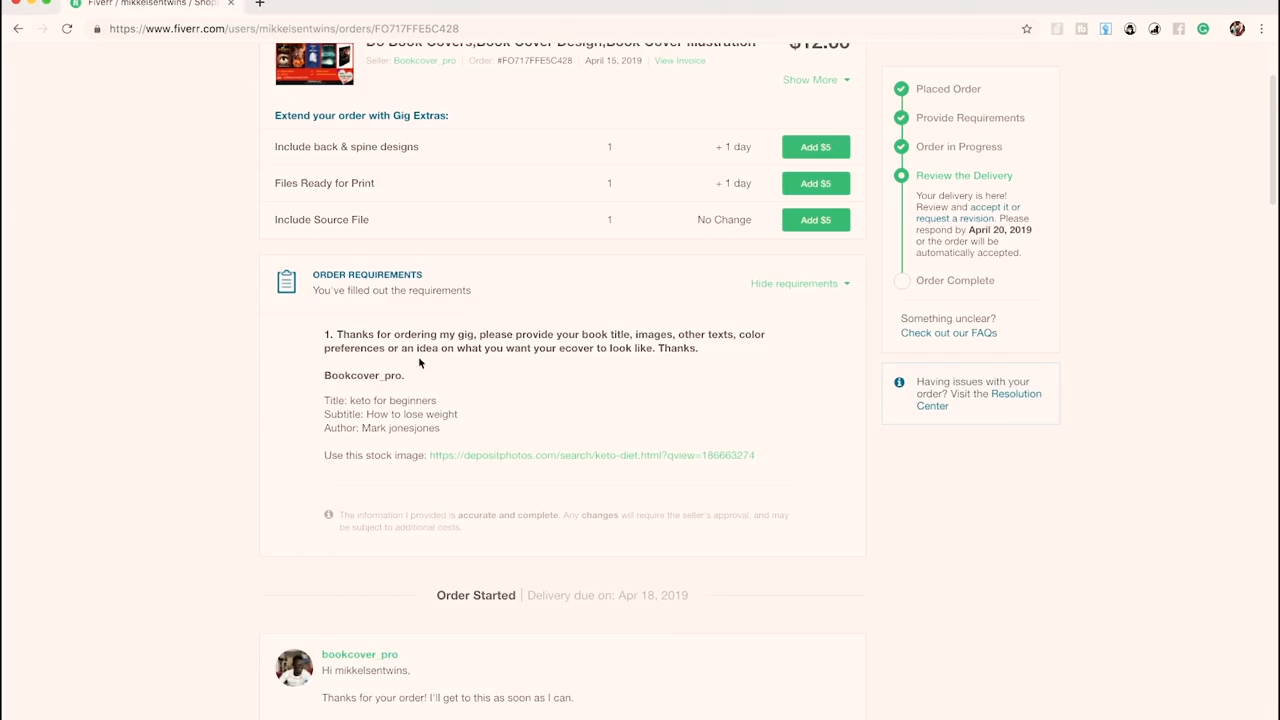 Fiverr / mikkelsentwins / Shop
https://www.fiverr.com/users/mikkelsentwins/orders/FO717FFE5C428
Do Book Covers,Book Cover Design,Book Cover Illustration
$12.00
Seller: Bookcover_pro | Order: #FO717FFE5C428 | April 15, 2019 | View Invoice
Show More
Extend your order with Gig Extras:
Include back & spine designs 1 + 1 day Add $5
Files Ready for Print 1 + 1 day Add $5
Include Source File 1 No Change Add $5
ORDER REQUIREMENTS
You've filled out the requirements
Hide requirements
1. Thanks for ordering my gig, please provide your book title, images, other texts, color
preferences or an idea on what you want your ecover to look like. Thanks.
Bookcover_pro.
Title: keto for beginners
Subtitle: How to lose weight
Author: Mark jonesjones
Use this stock image: https://depositphotos.com/search/keto-diet.html?qview=186663274
The information I provided is accurate and complete. Any changes will require the seller's approval, and may
be subject to additional costs.
Order Started | Delivery due on: Apr 18, 2019
bookcover_pro
Hi mikkelsentwins,
Thanks for your order! I'll get to this as soon as I can.
Placed Order
Provide Requirements
Order in Progress
Review the Delivery
Your delivery is here!
Review and accept it or
request a revision. Please
respond by April 20, 2019
or the order will be
automatically accepted.
Order Complete
Something unclear?
Check out our FAQs
Having issues with your
order? Visit the Resolution
Center